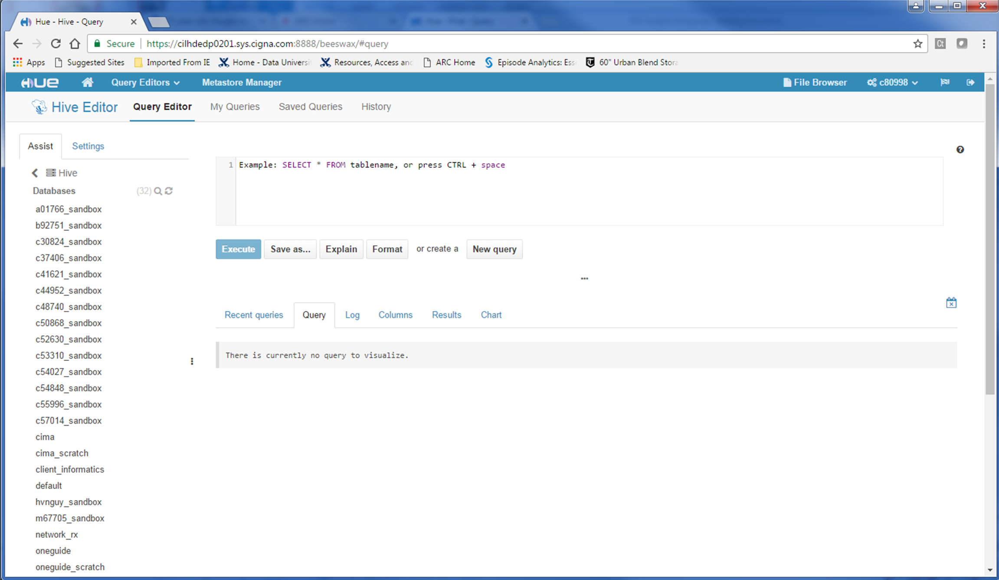 Hue - Hive - Query
Secure https://cilhdedp0201.sys.cigna.com:8888/beeswax/#query Ct
Apps Suggested Sites Imported From IE Home - Data Universit Resources, Access and ARC Home Episode Analytics: Ess 60" Urban Blend Stora
HUE Query Editors Metastore Manager File Browser c80998
Hive Editor Query Editor My Queries Saved Queries History
Assist Settings
Hive
Databases (32)
a01766_sandbox
b92751_sandbox
c30824_sandbox
c37406_sandbox
c41621_sandbox
c44952_sandbox
c48740_sandbox
c50868_sandbox
c52630_sandbox
c53310_sandbox
c54027_sandbox
c54848_sandbox
c55996_sandbox
c57014_sandbox
cima
cima_scratch
client_informatics
default
hvnguy_sandbox
m67705_sandbox
network_rx
oneguide
oneguide_scratch
1 Example: SELECT * FROM tablename, or press CTRL + space
Execute Save as... Explain Format or create a New query
Recent queries Query Log Columns Results Chart
There is currently no query to visualize.